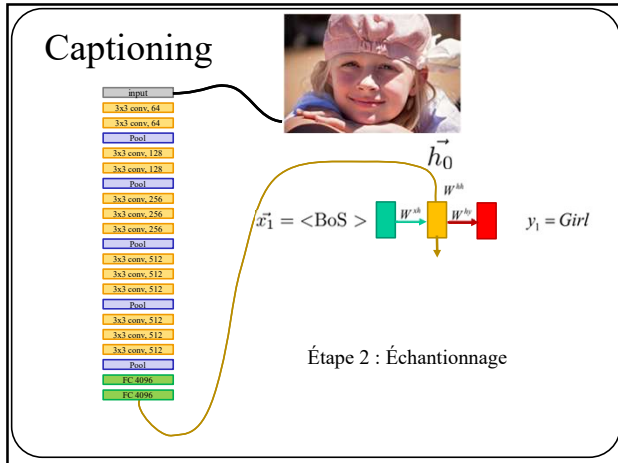 Captioning
input
3x3 conv, 64
3x3 conv, 64
Pool
3x3 conv, 128
3x3 conv, 128
Pool
3x3 conv, 256
3x3 conv, 256
3x3 conv, 256
Pool
3x3 conv, 512
3x3 conv, 512
3x3 conv, 512
Pool
3x3 conv, 512
3x3 conv, 512
3x3 conv, 512
Pool
FC 4096
FC 4096
h⃗₀
W^{hh}
x⃗₁ = <BoS >
W^{xh}
W^{hy}
y₁ = Girl
Étape 2 : Échantionnage